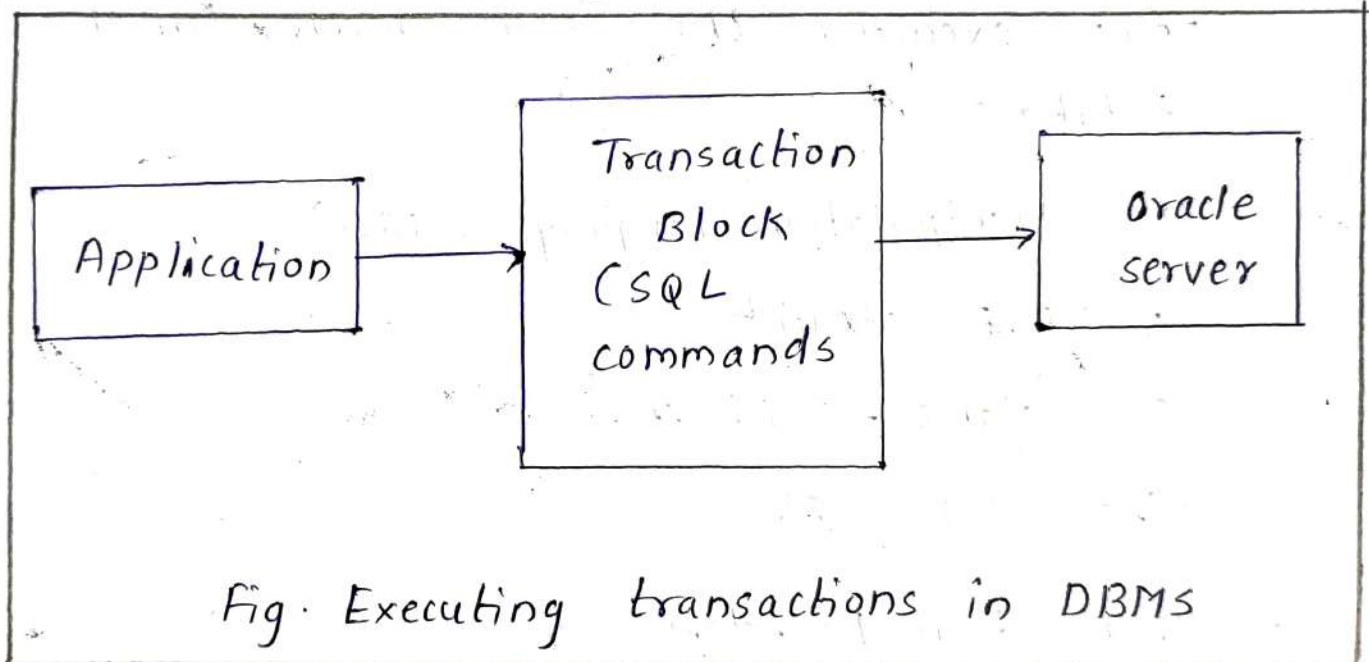 Application
Transaction
Block
(SQL
commands
oracle
server
Fig. Executing transactions in DBMS